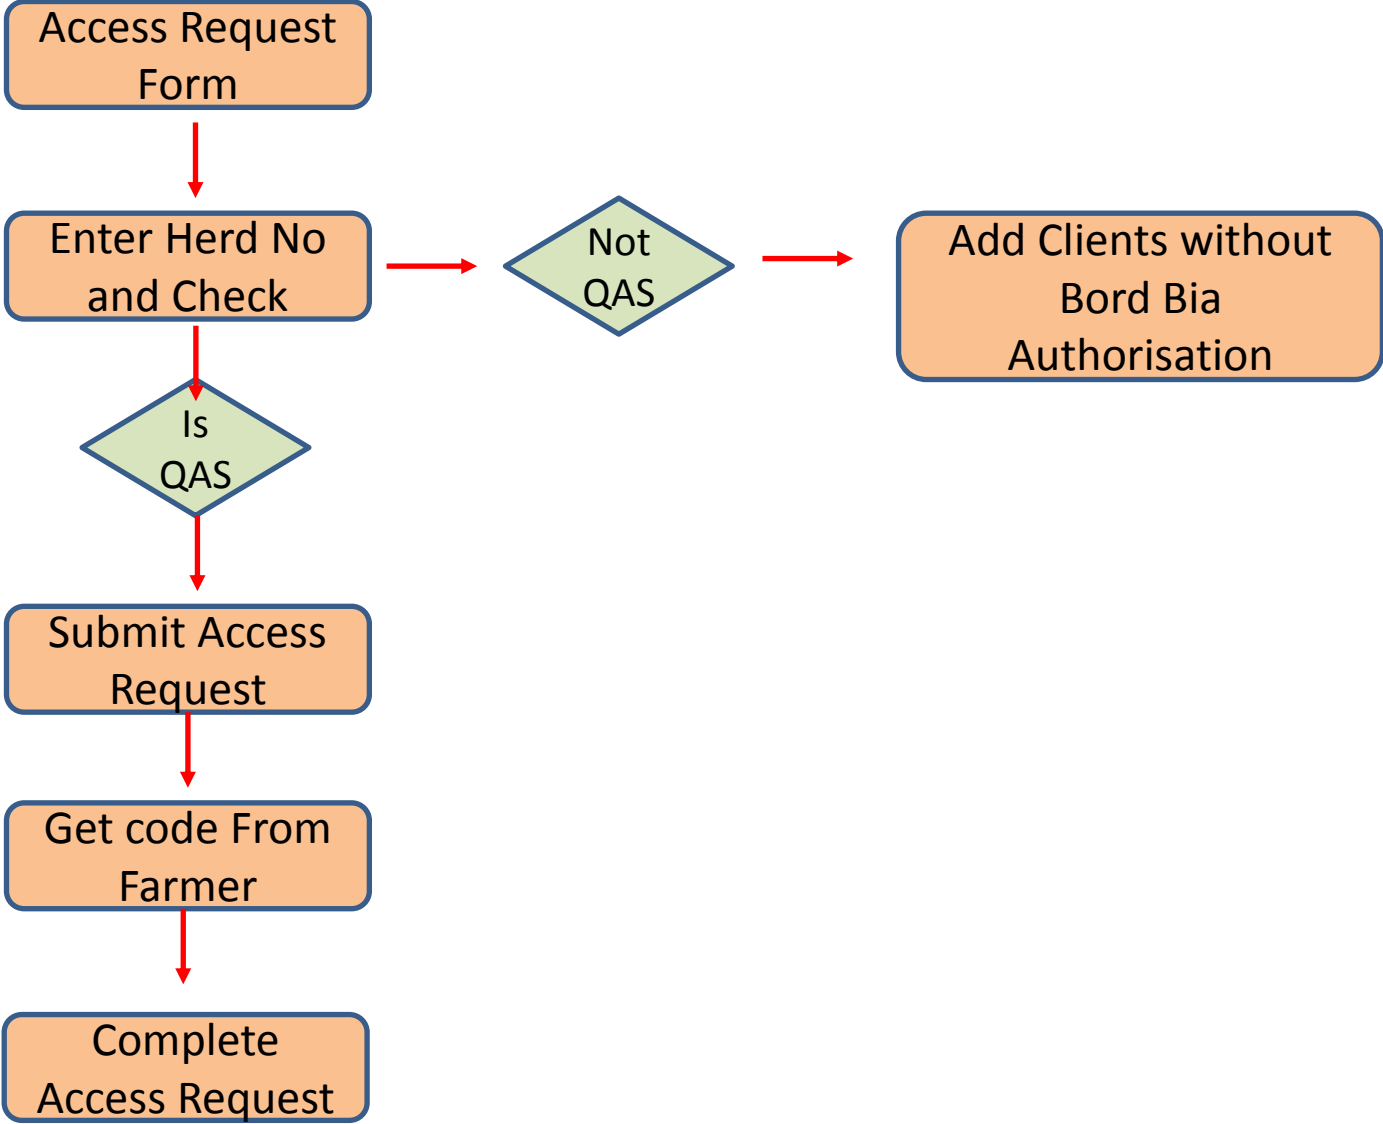 Access Request
Form
Enter Herd No
and Check
Not
QAS
Add Clients without
Bord Bia
Authorisation
Is
QAS
Submit Access
Request
Get code From
Farmer
Complete
Access Request